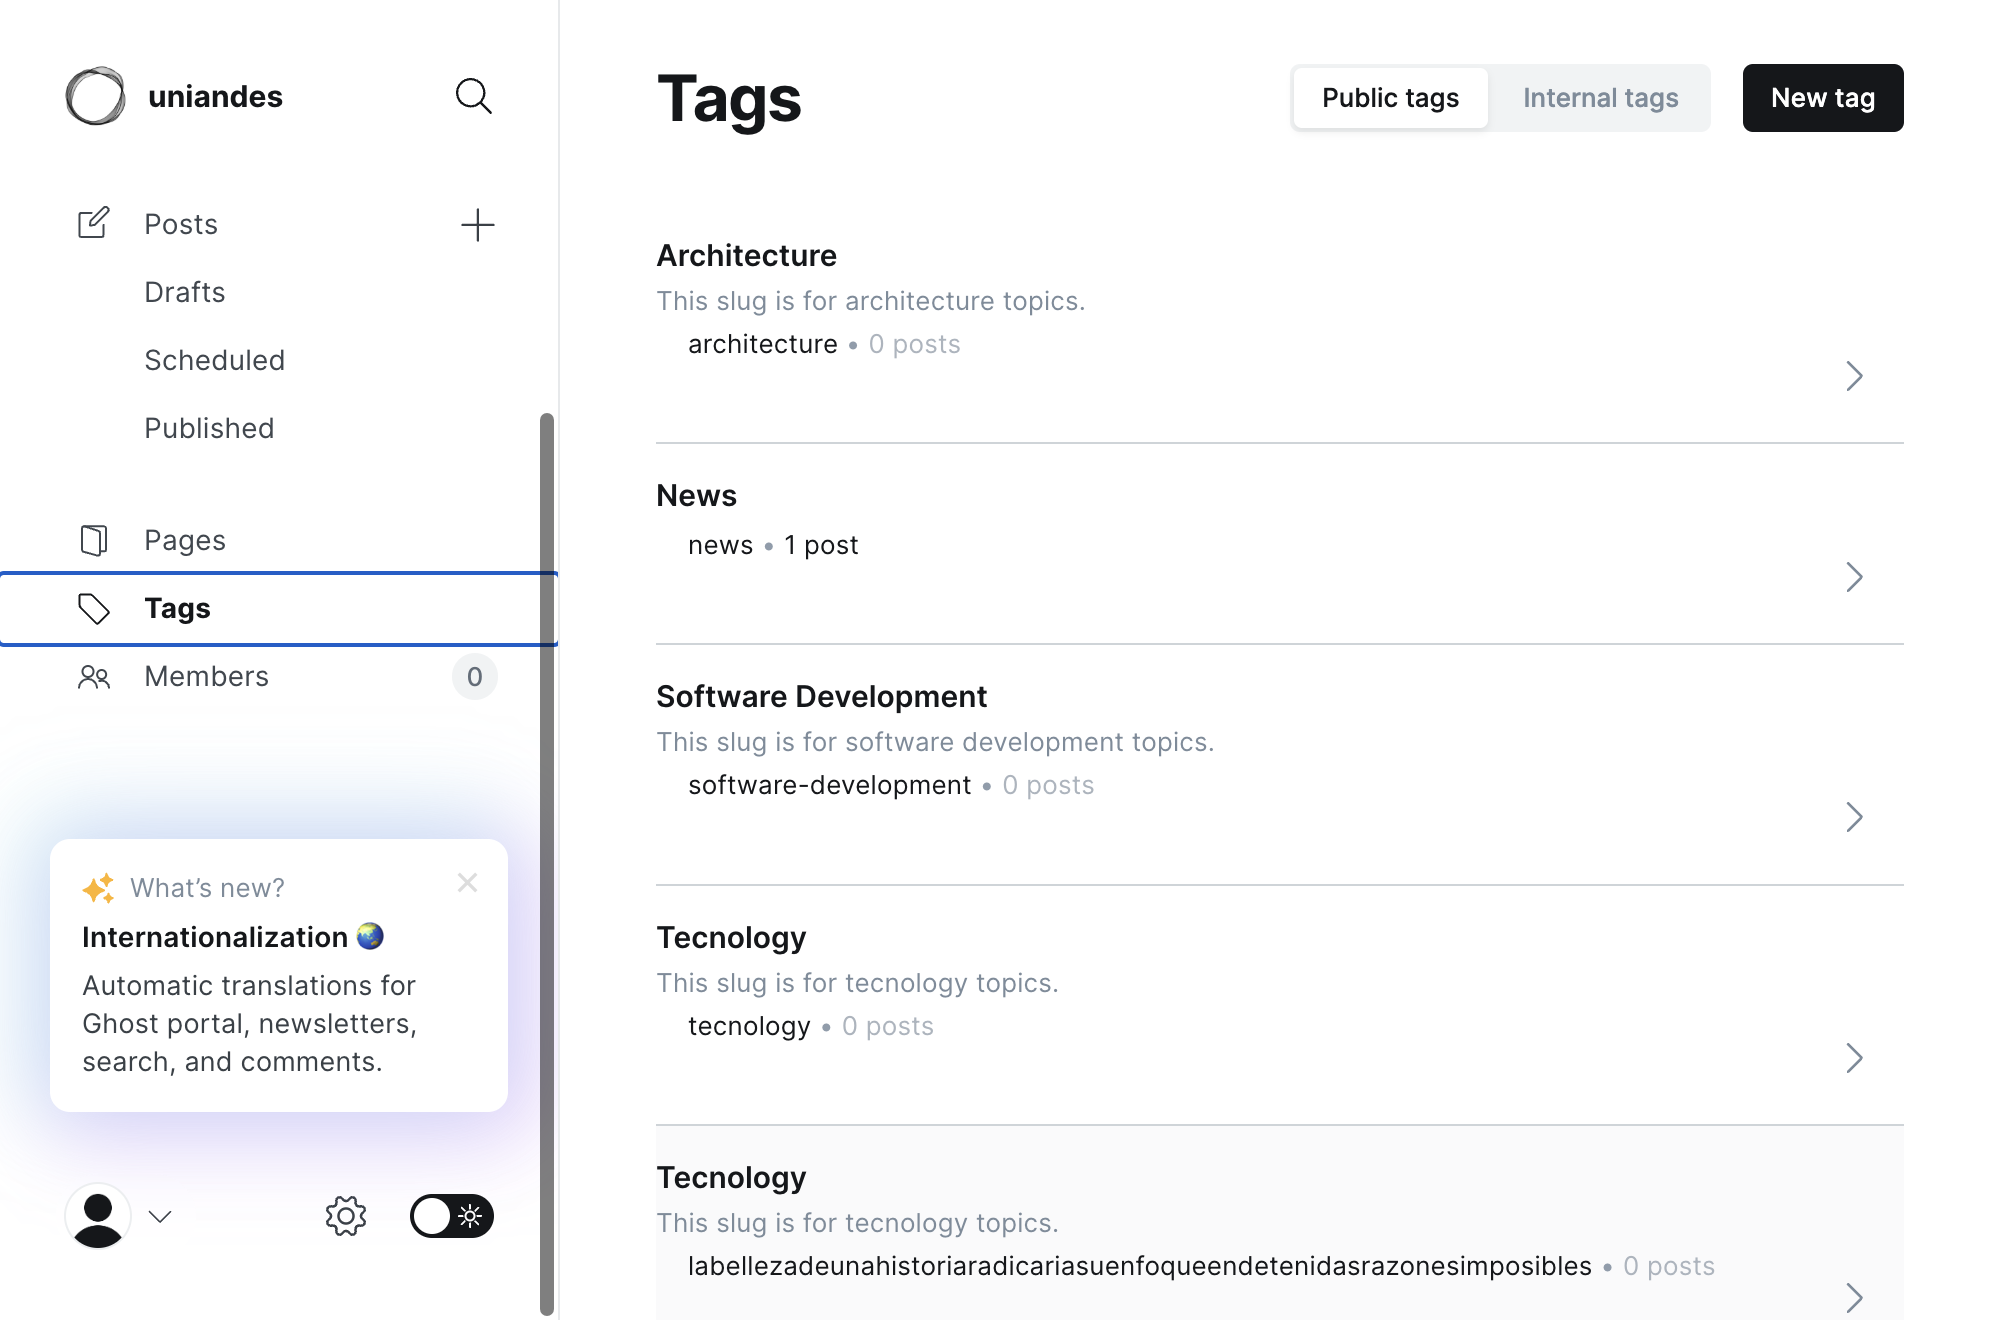 uniandes
Posts
Drafts
Scheduled
Published
Pages
Tags
Members
0
What's new?
Internationalization
Automatic translations for
Ghost portal, newsletters,
search, and comments.
Tags
Public tags
Internal tags
New tag
Architecture
This slug is for architecture topics.
architecture • 0 posts
News
news • 1 post
Software Development
This slug is for software development topics.
software-development • 0 posts
Tecnology
This slug is for tecnology topics.
tecnology • 0 posts
Tecnology
This slug is for tecnology topics.
labellezadeunahistoriaradicariasuenfoqueendetenidasrazonesimposibles • 0 posts